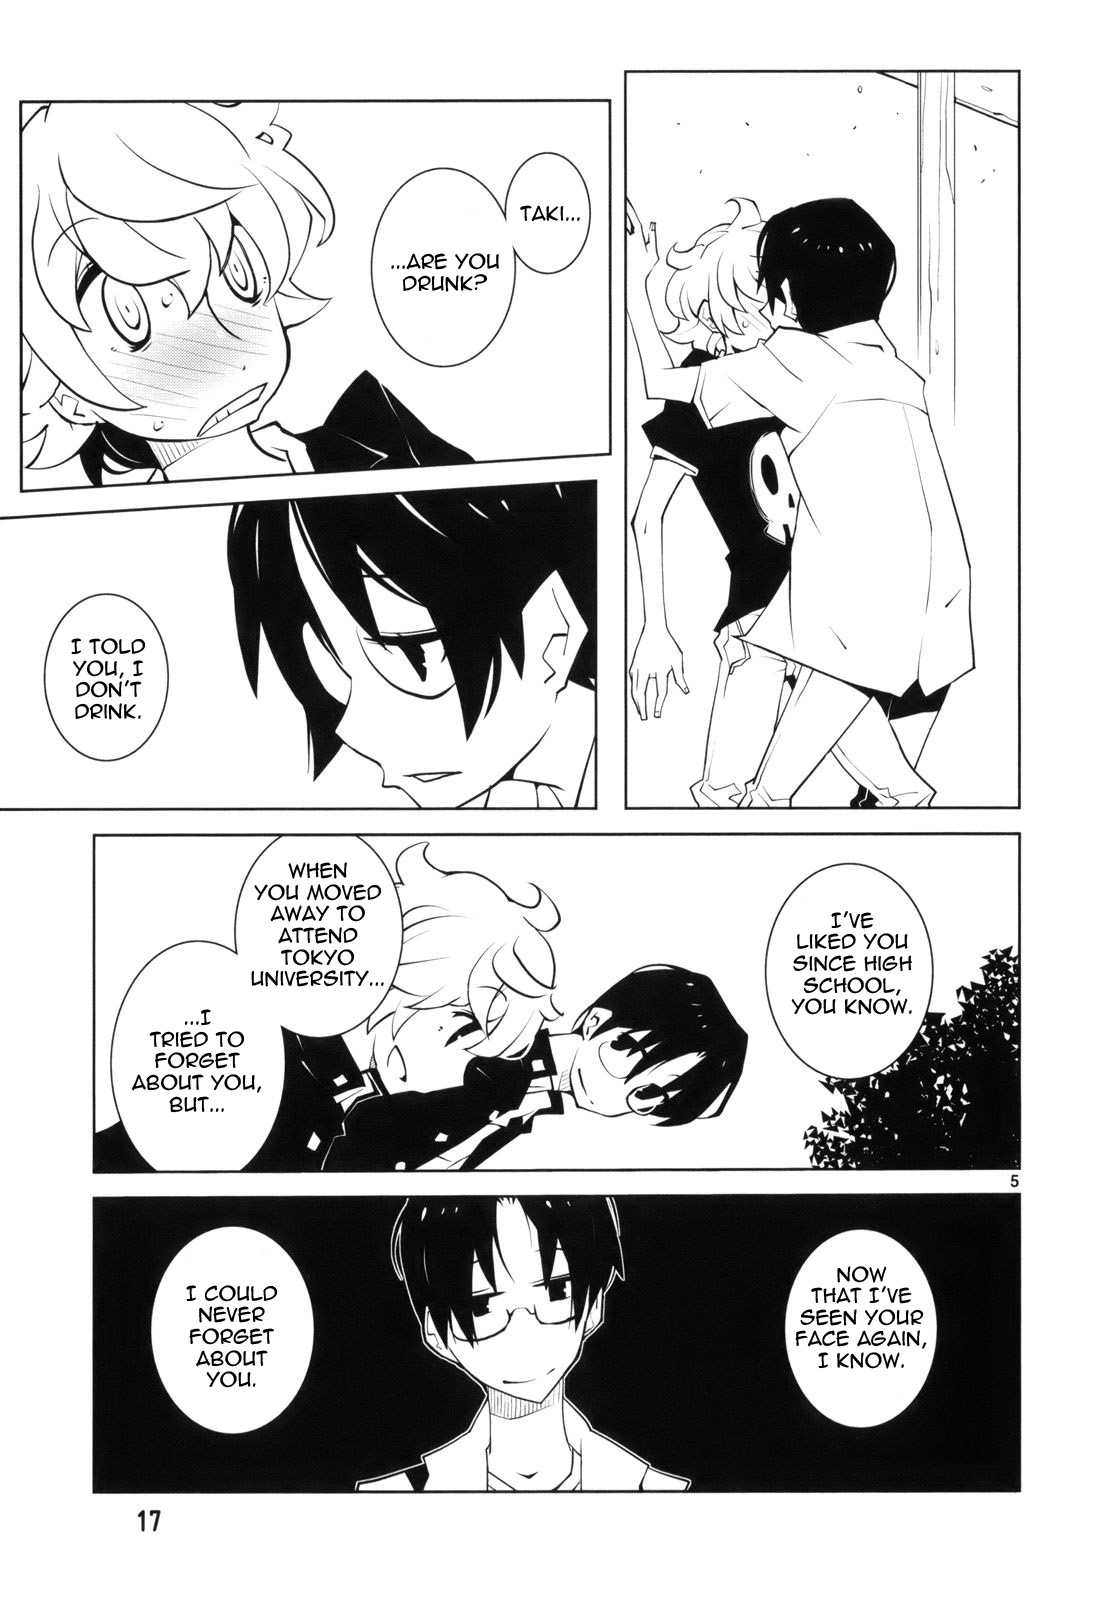 TAKI...
...ARE YOU
DRUNK?
I TOLD
YOU, I
DON'T
DRINK.
I'VE
LIKED YOU
SINCE HIGH
SCHOOL,
YOU KNOW.
WHEN
YOU MOVED
AWAY TO
ATTEND
TOKYO
UNIVERSITY...
...I
TRIED TO
FORGET
ABOUT YOU,
BUT...
5
NOW
THAT I'VE
SEEN YOUR
FACE AGAIN,
I KNOW.
I COULD
NEVER
FORGET
ABOUT
YOU.
17